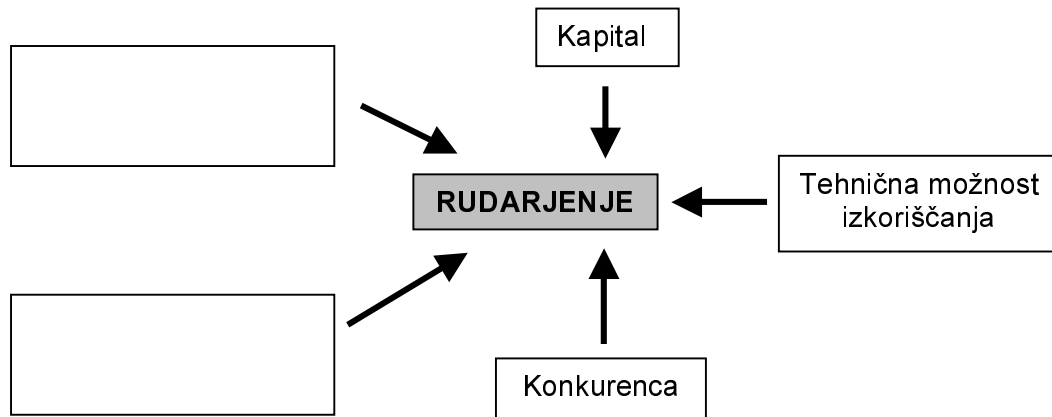 Kapital
RUDARJENJE
Tehnična možnost
izkoriščanja
Konkurenca